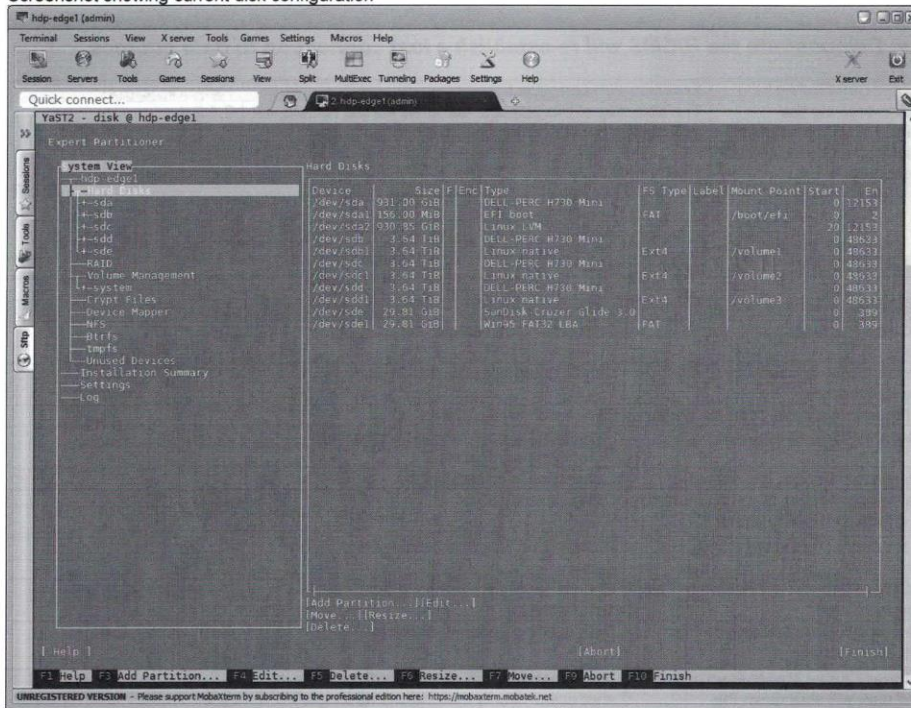 Screenshot showing current disk configuration
hdp-edge1 (admin)
Terminal Sessions View X server Tools Games Settings Macros Help
Session Servers Tools Games Sessions View Split MultiExec Tunneling Packages Settings Help X server Exit
Quick connect... 2. hdp-edge1(admin)
YaST2 - disk @ hdp-edge1
Expert Partitioner
ystem View Hard Disks
hdp-edge1
Hard Disks Device Size F Enc Type FS Type Label Mount Point Start En
sda /dev/sda 931.00 GiB DELL-PERC H730 Mini 0 12153
sdb /dev/sda1 156.00 MiB EFI boot FAT /boot/efi 0 2
sdc /dev/sda2 930.85 GiB Linux LVM 20 12153
sdd /dev/sdb 3.64 TiB DELL-PERC H730 Mini 0 48633
sde /dev/sdb1 3.64 TiB Linux native Ext4 /volume1 0 48633
RAID /dev/sdc 3.64 TiB DELL-PERC H730 Mini 0 48633
Volume Management /dev/sdc1 3.64 TiB Linux native Ext4 /volume2 0 48633
system /dev/sdd 3.64 TiB DELL-PERC H730 Mini 0 48633
Crypt Files /dev/sdd1 3.64 TiB Linux native Ext4 /volume3 0 48633
Device Mapper /dev/sde 29.81 GiB SanDisk-Cruzer Glide 3.0 0 389
NFS /dev/sde1 29.81 GiB Win95 FAT32 LBA FAT 0 389
Btrfs
tmpfs
Unused Devices
Installation Summary
Settings
Log
Sessions
Tools
Macros
Sftp
[Add Partition...][Edit...]
[Move...][Resize...]
[Delete...]
[ Help ] [Abort] [Finish]
F1 Help F3 Add Partition... F4 Edit... F5 Delete... F6 Resize... F7 Move... F9 Abort F10 Finish
UNREGISTERED VERSION - Please support MobaXterm by subscribing to the professional edition here: https://mobaxterm.mobatek.net